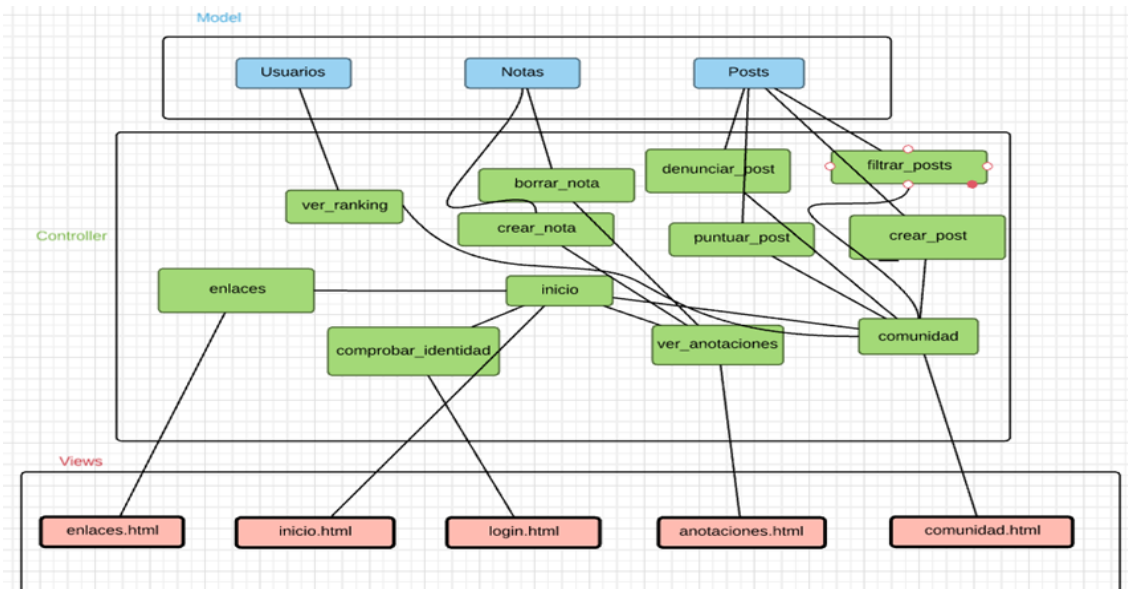 Model
Usuarios
Notas
Posts
denunciar_post
filtrar_posts
borrar_nota
ver_ranking
crear_nota
puntuar_post
crear_post
Controller
enlaces
inicio
comprobar_identidad
ver_anotaciones
comunidad
Views
enlaces.html
inicio.html
login.html
anotaciones.html
comunidad.html